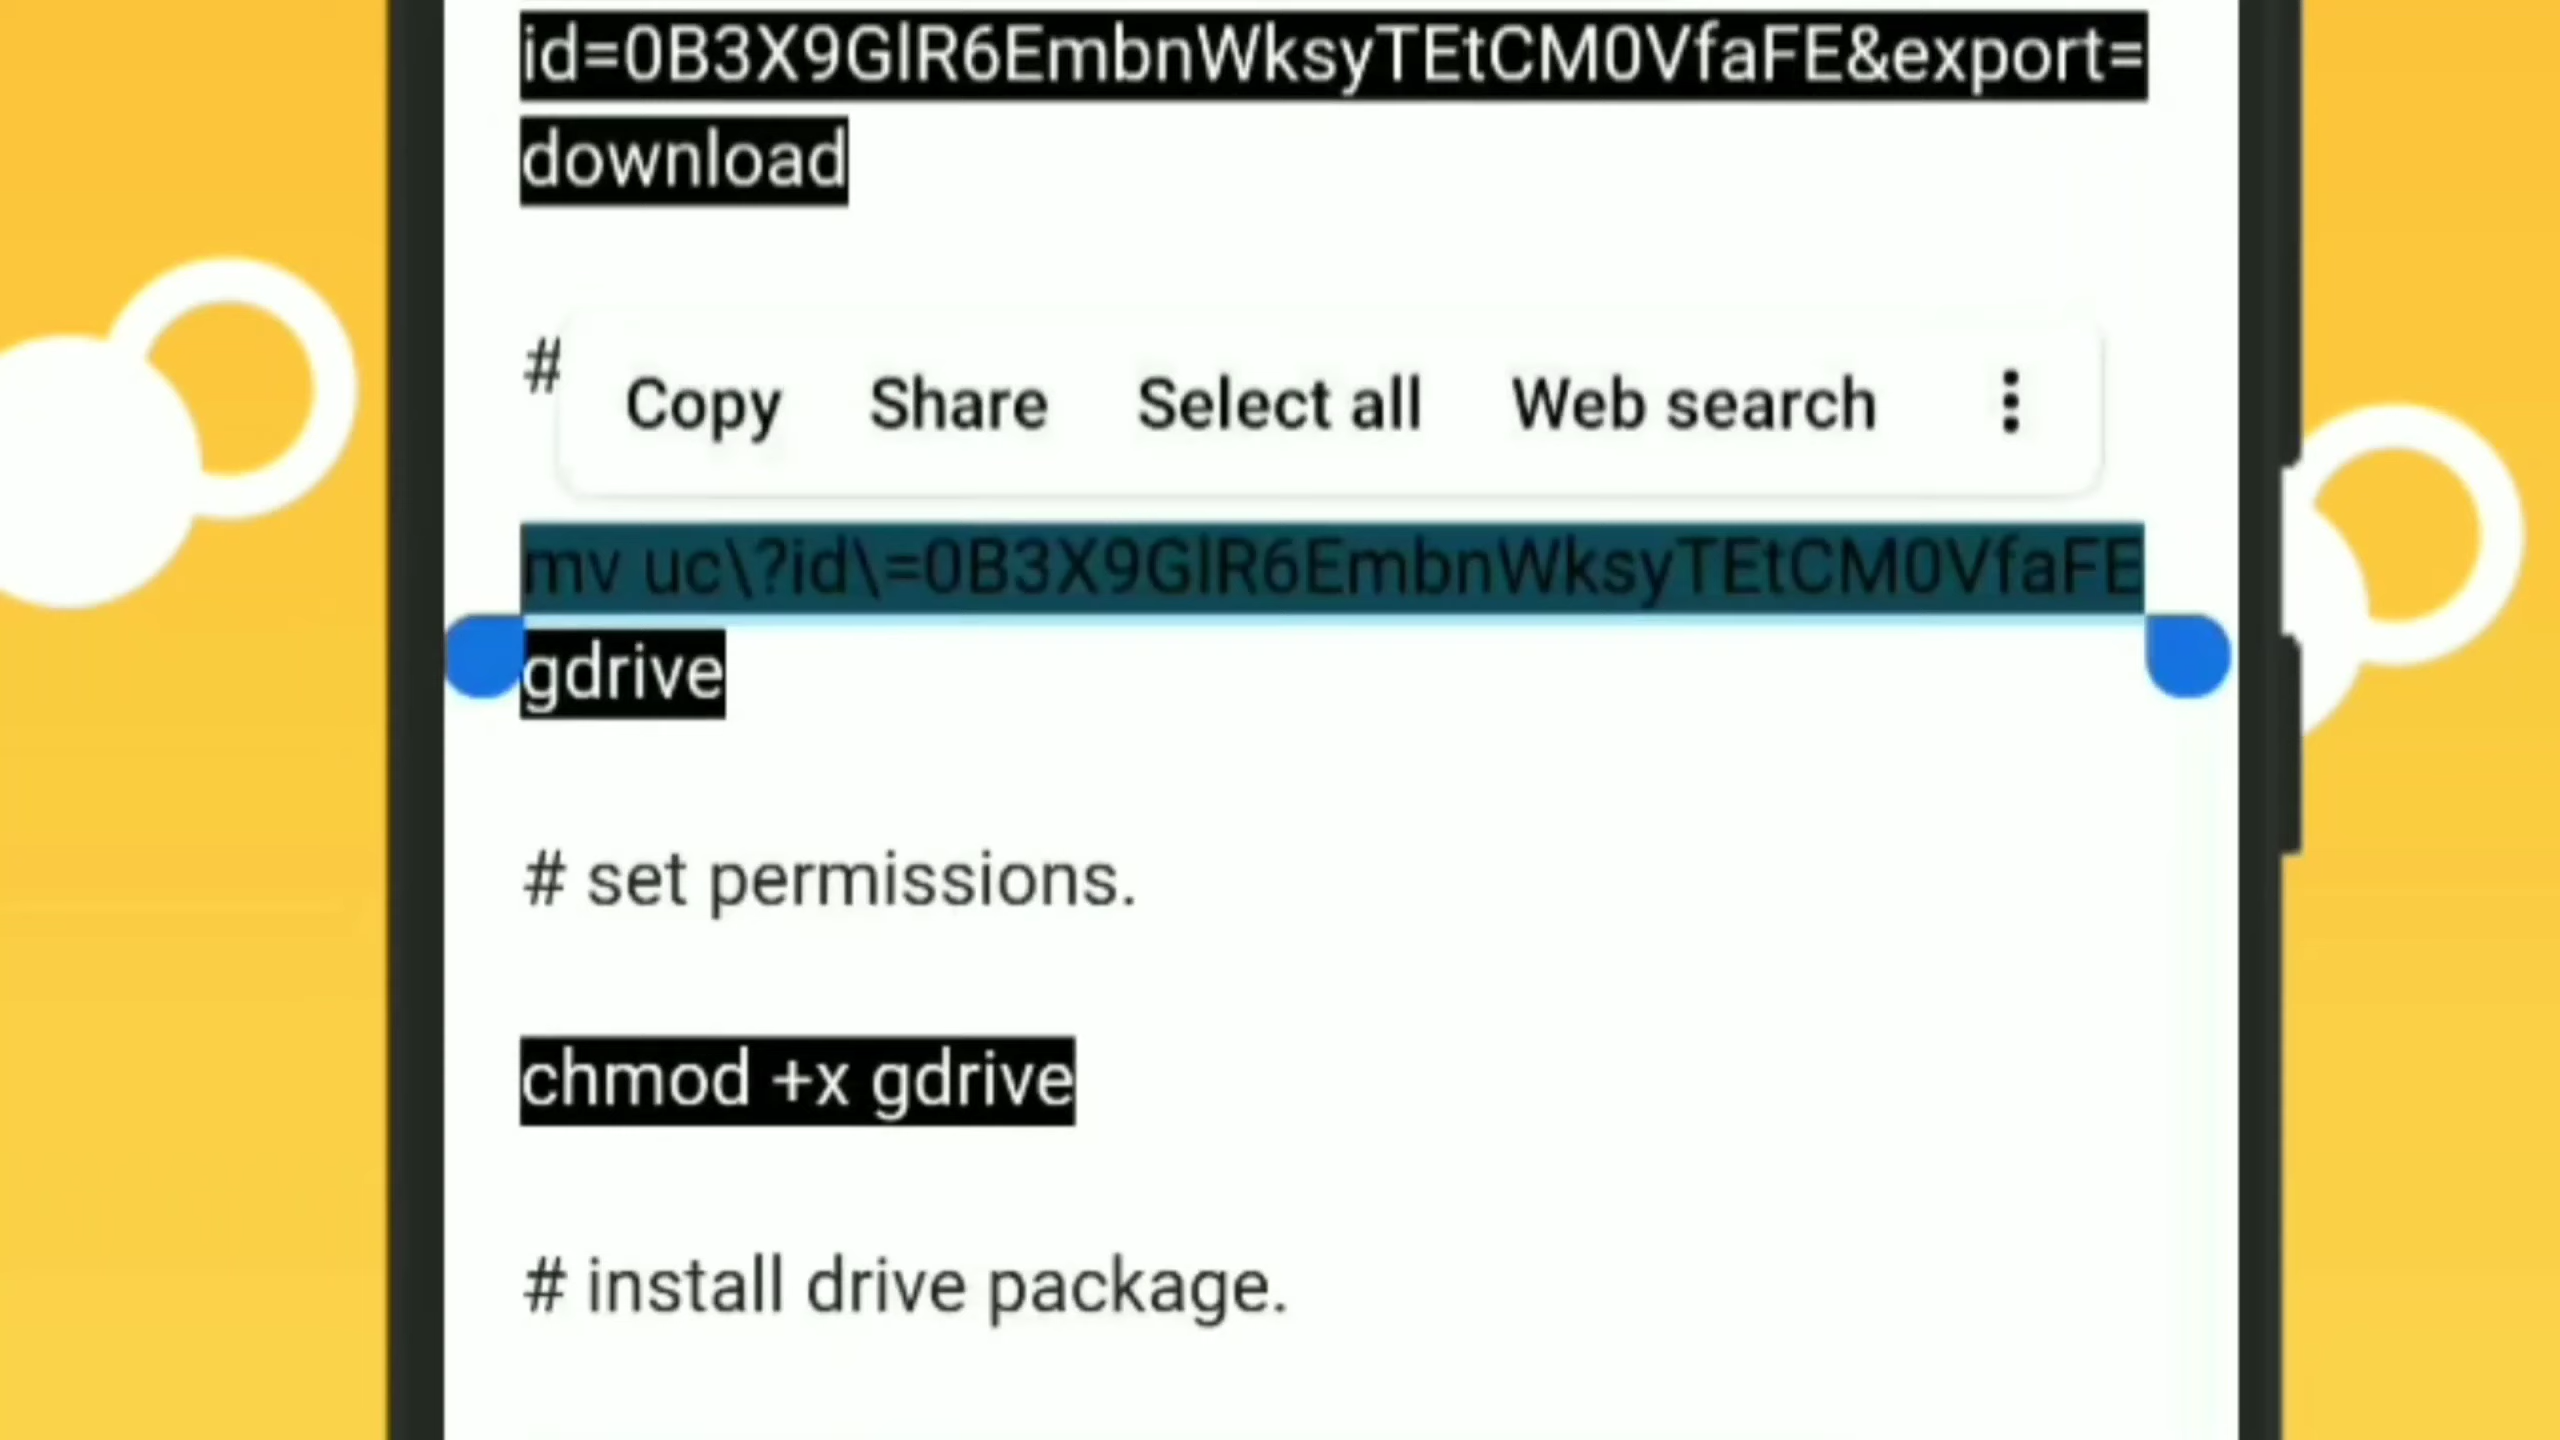 id=0B3X9GlR6EmbnWksyTEtCM0VfaFE&export=
download
#
Copy Share Select all Web search
mv uc\?id\=0B3X9GlR6EmbnWksyTEtCM0VfaFE
gdrive
# set permissions.
chmod +x gdrive
# install drive package.